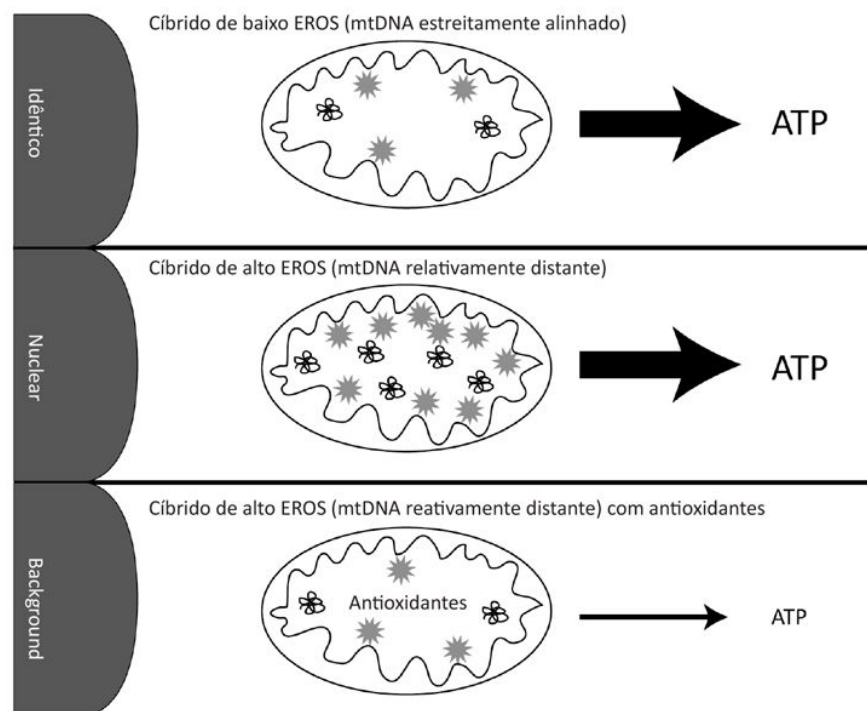 Cíbrido de baixo EROS (mtDNA estreitamente alinhado)
Idêntico
ATP
Cíbrido de alto EROS (mtDNA relativamente distante)
Nuclear
ATP
Cíbrido de alto EROS (mtDNA reativamente distante) com antioxidantes
Background
Antioxidantes
ATP